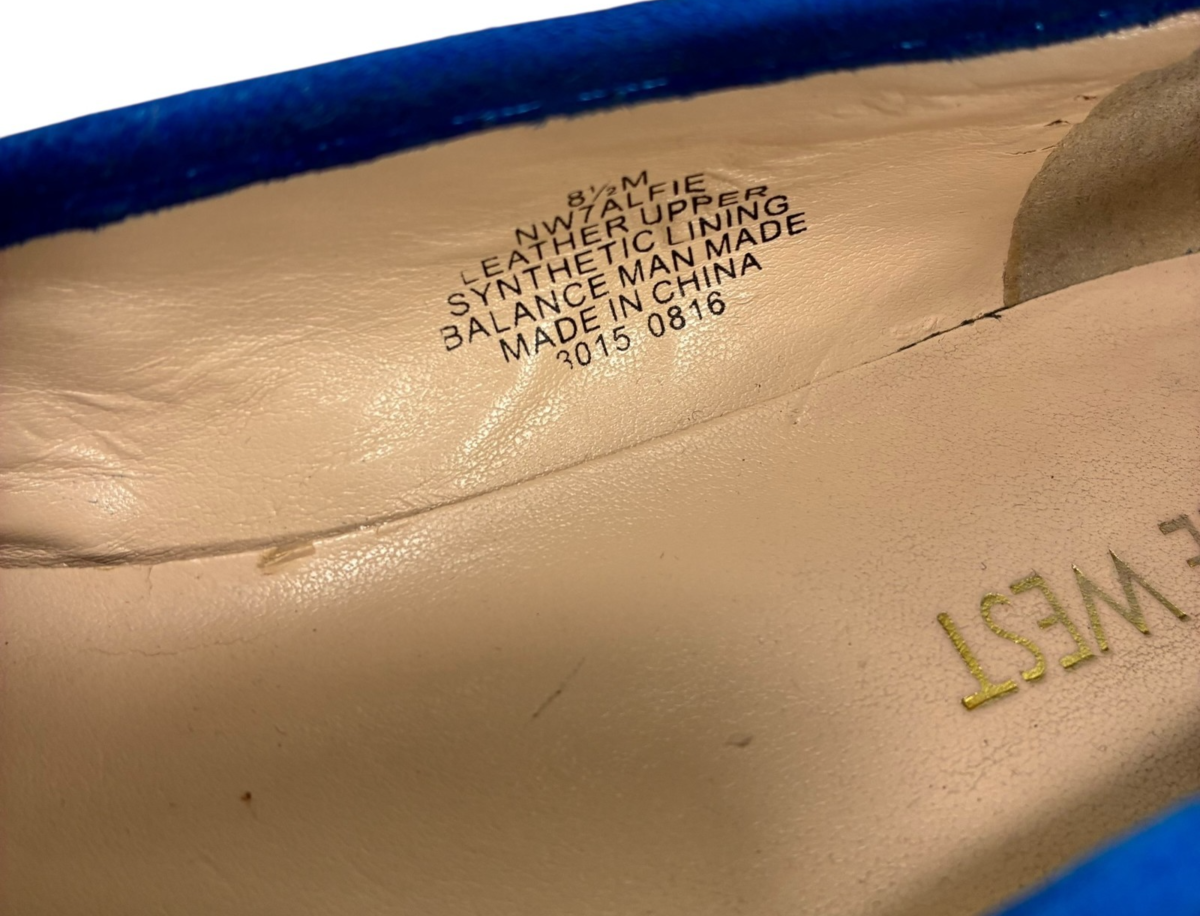 8½M
NW7ALFIE
LEATHER UPPER
SYNTHETIC LINING
BALANCE MAN MADE
MADE IN CHINA
3015 0816
E WEST